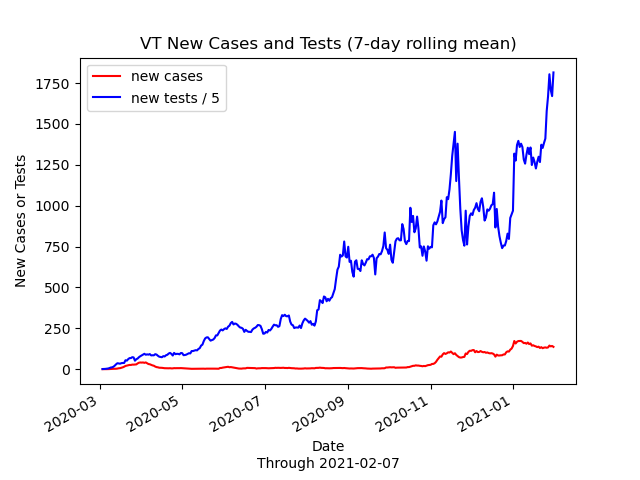 VT New Cases and Tests (7-day rolling mean)
new cases
new tests / 5
1750
1500
1250
1000
750
500
250
0
New Cases or Tests
2020-03
2020-05
2020-07
2020-09
2020-11
2021-01
Date
Through 2021-02-07